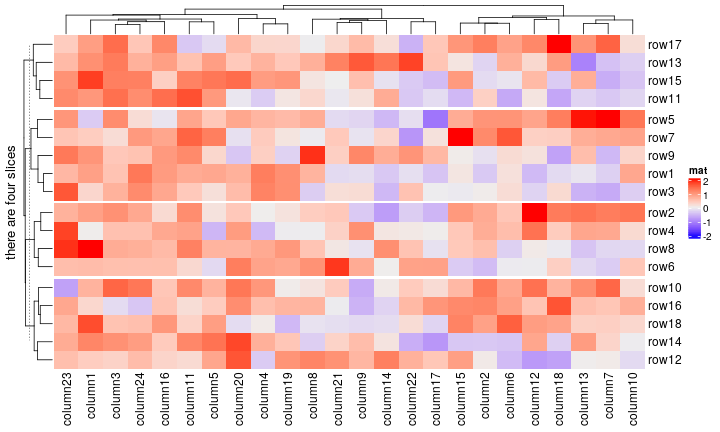 there are four slices
row17
row13
row15
row11
row5
row7
row9
row1
row3
row2
row4
row8
row6
row10
row16
row18
row14
row12
mat
2
1
0
-1
-2
column23
column1
column3
column24
column16
column11
column5
column20
column4
column19
column8
column21
column9
column14
column22
column17
column15
column2
column6
column12
column18
column13
column7
column10